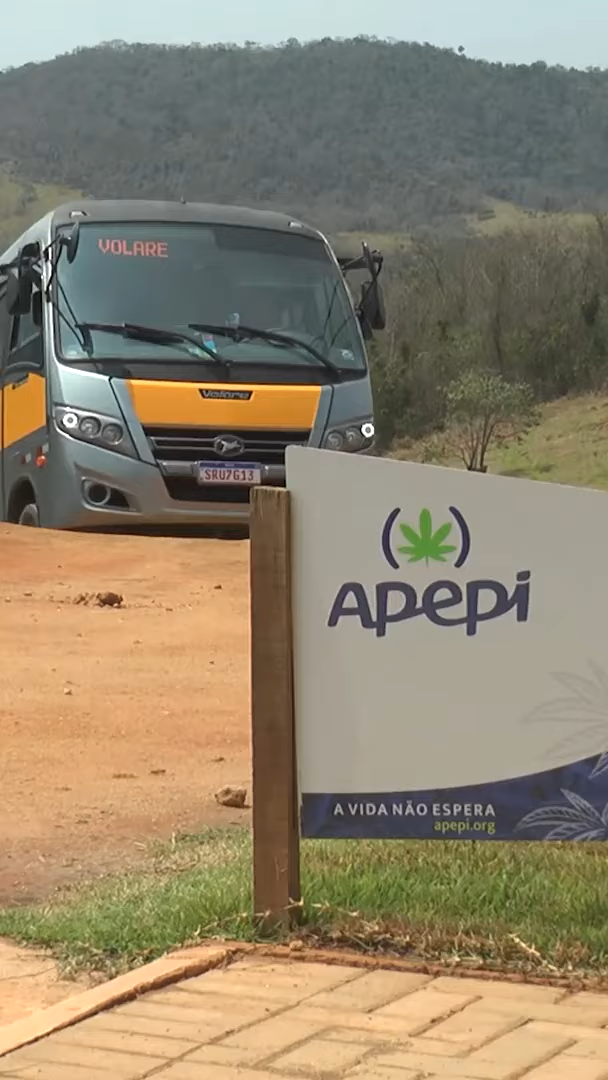 VOLARE
Volare
SRU7G13
Apepi
A VIDA NÃO ESPERA
apepi.org